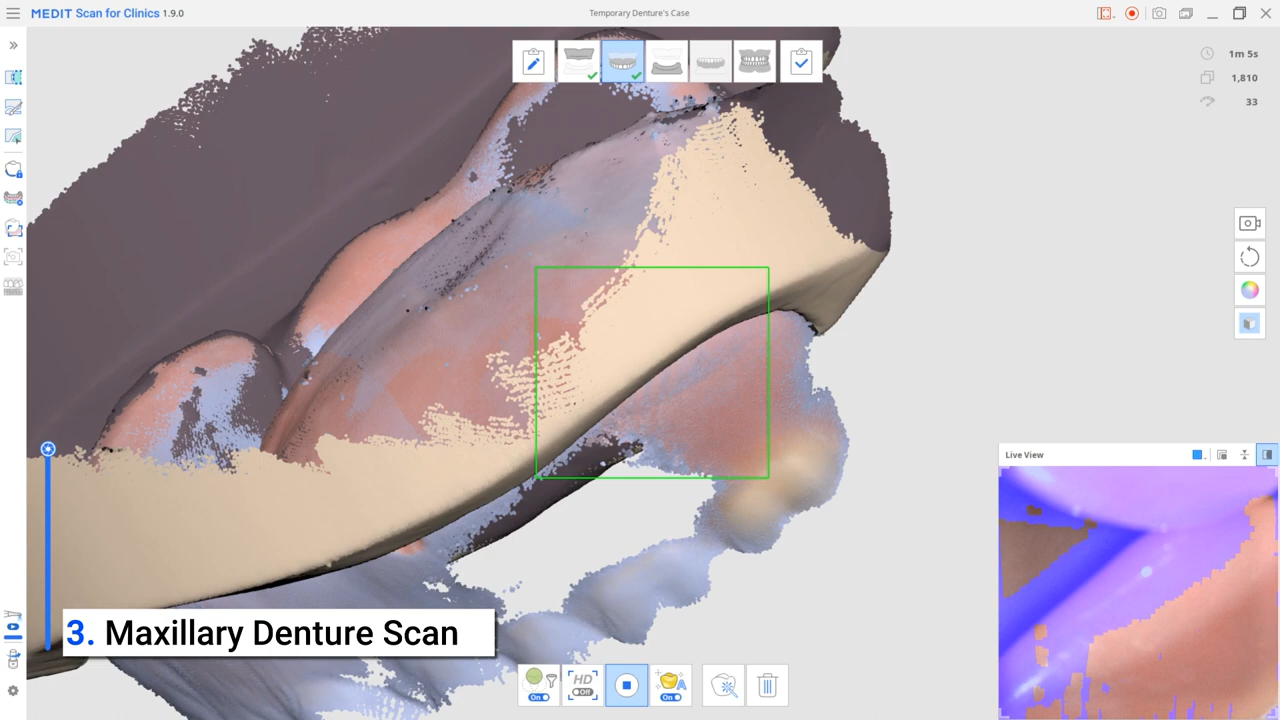 MEDIT Scan for Clinics 1.9.0
Temporary Denture's Case
1m 5s
1,810
33
Live View
3. Maxillary Denture Scan
On
HD
Off
A
On